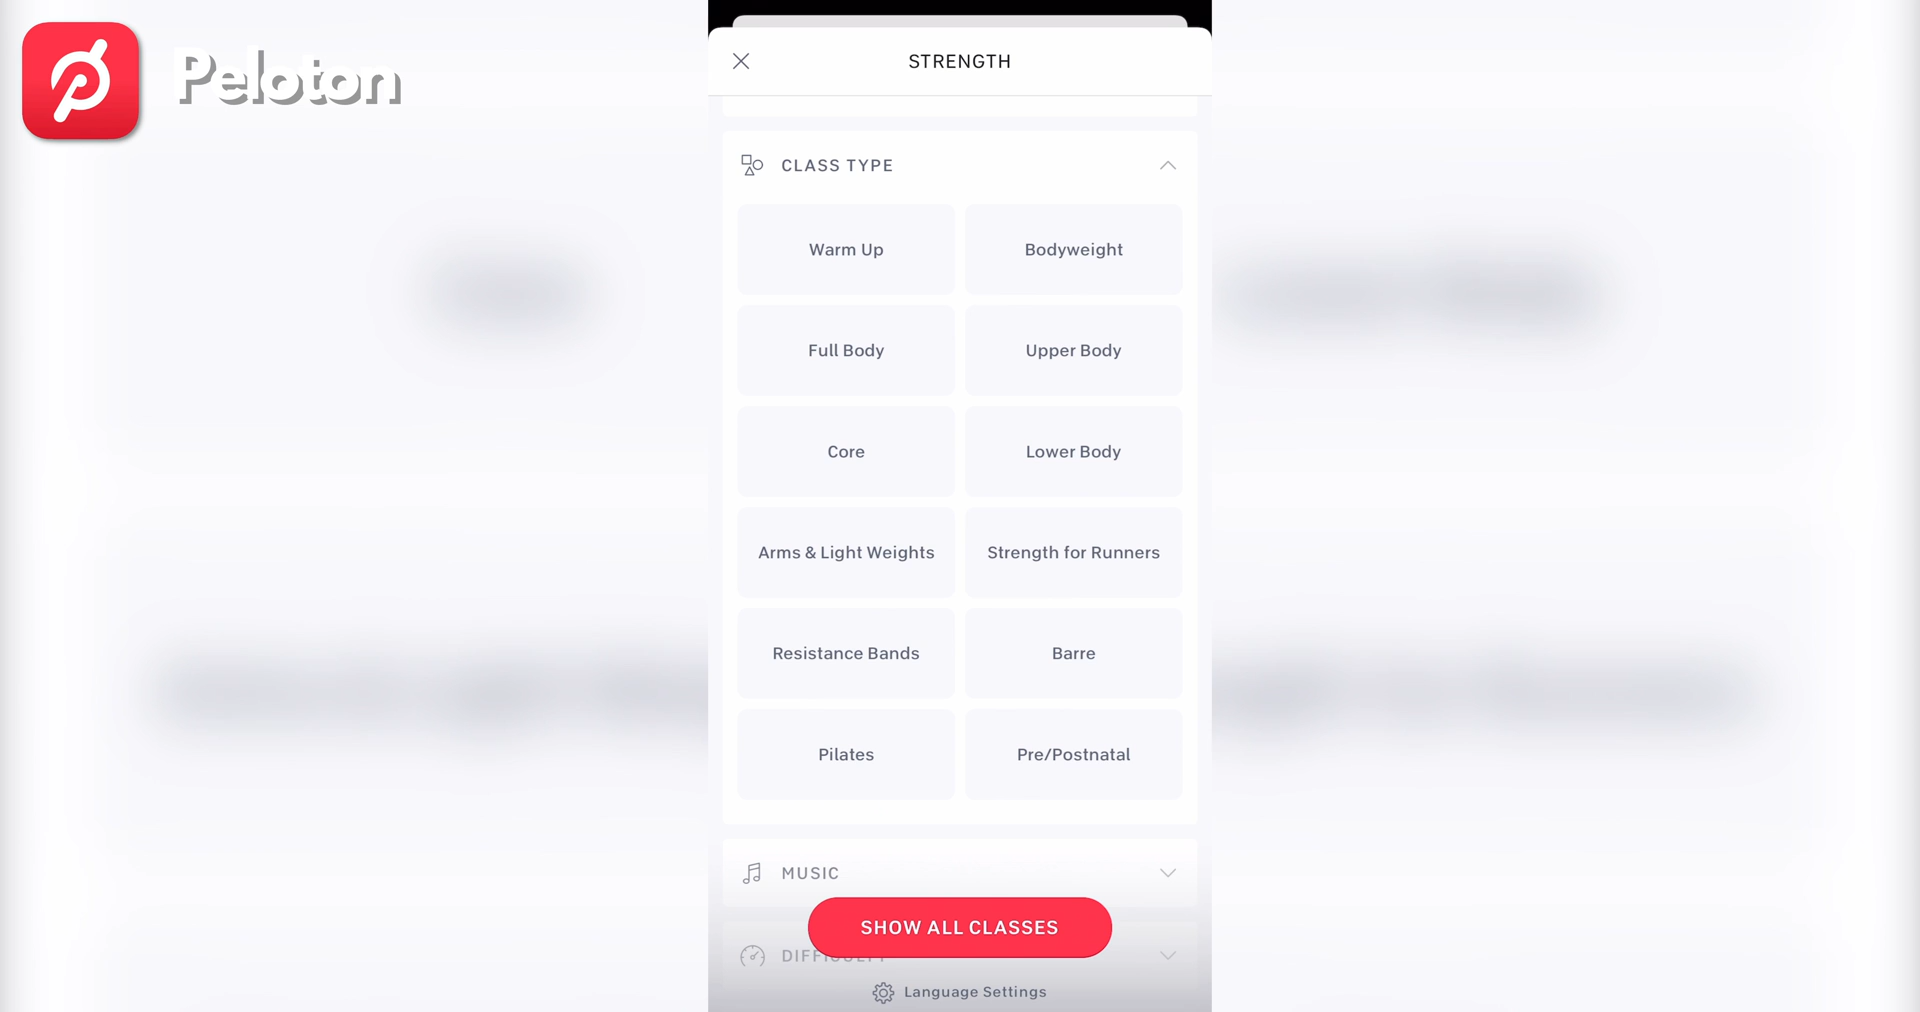 Peloton
STRENGTH
CLASS TYPE
Warm Up
Bodyweight
Full Body
Upper Body
Core
Lower Body
Arms & Light Weights
Strength for Runners
Resistance Bands
Barre
Pilates
Pre/Postnatal
MUSIC
SHOW ALL CLASSES
DIFFICULTY
Language Settings